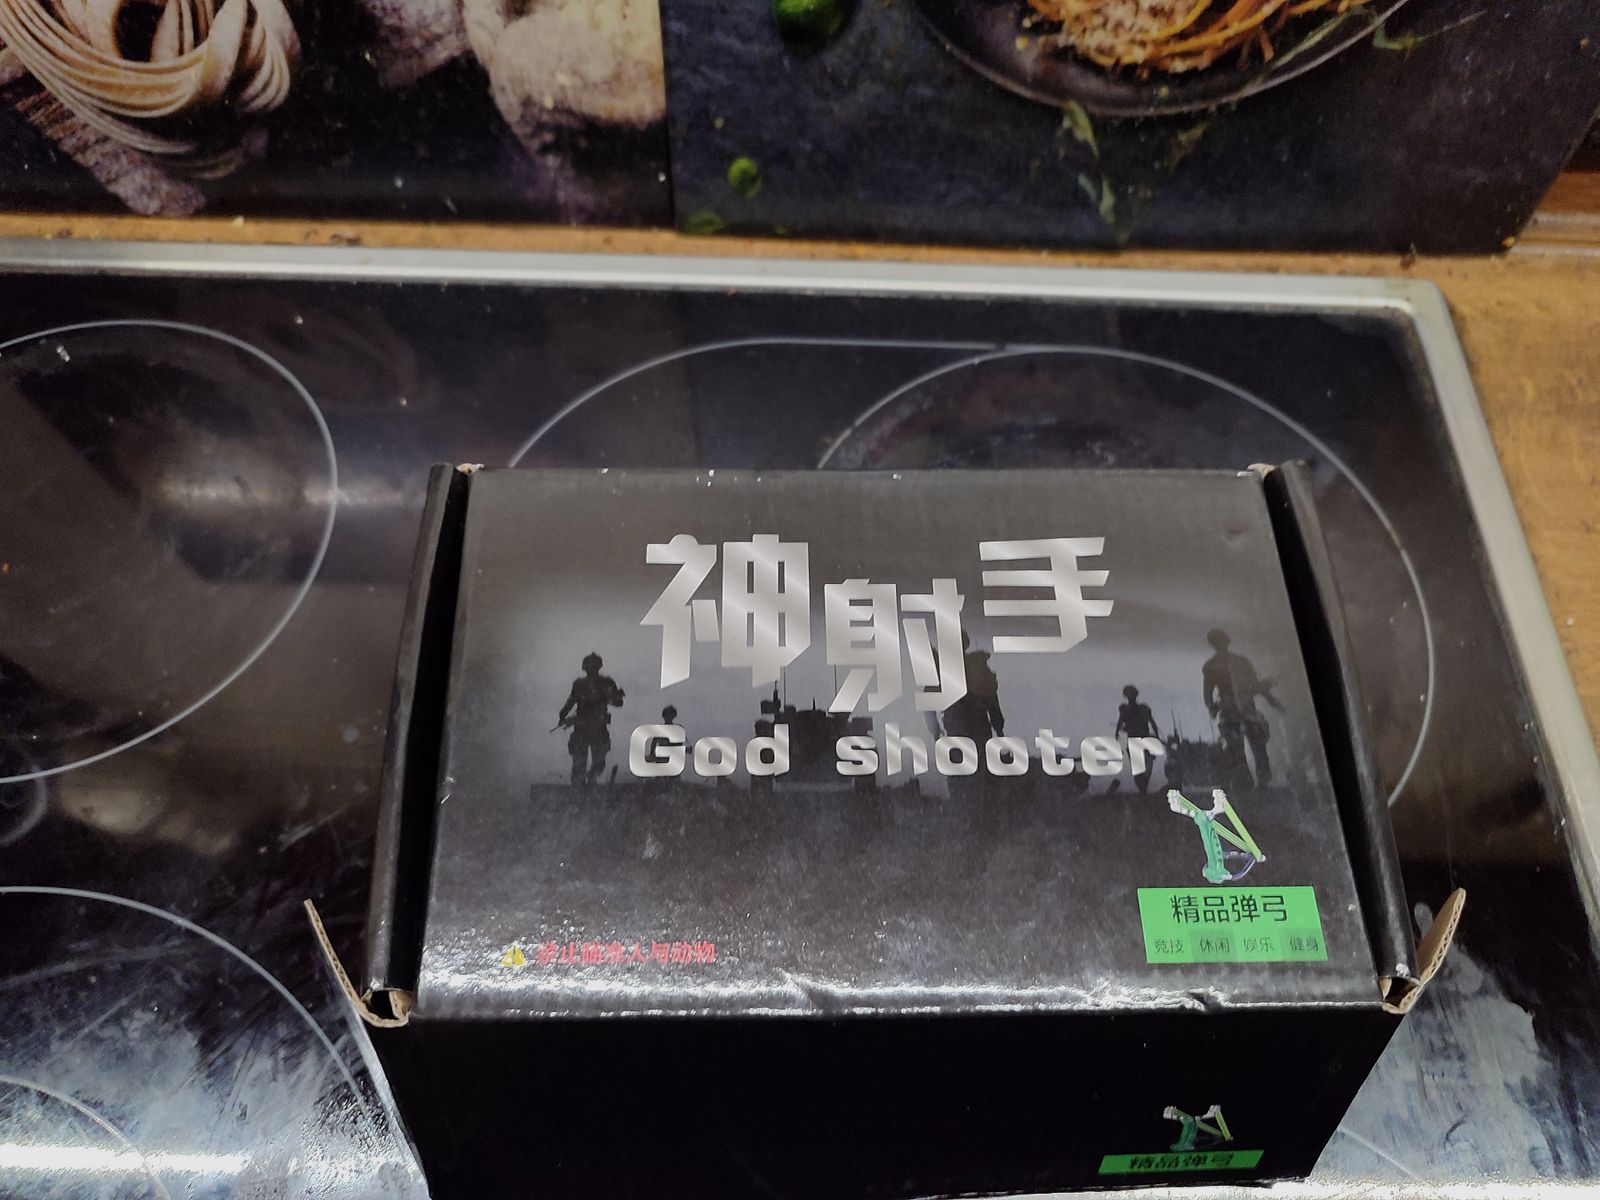 神射手
God shooter
精品弹弓
竞技 休闲 娱乐 健身
禁止瞄准人与动物
精品弹弓